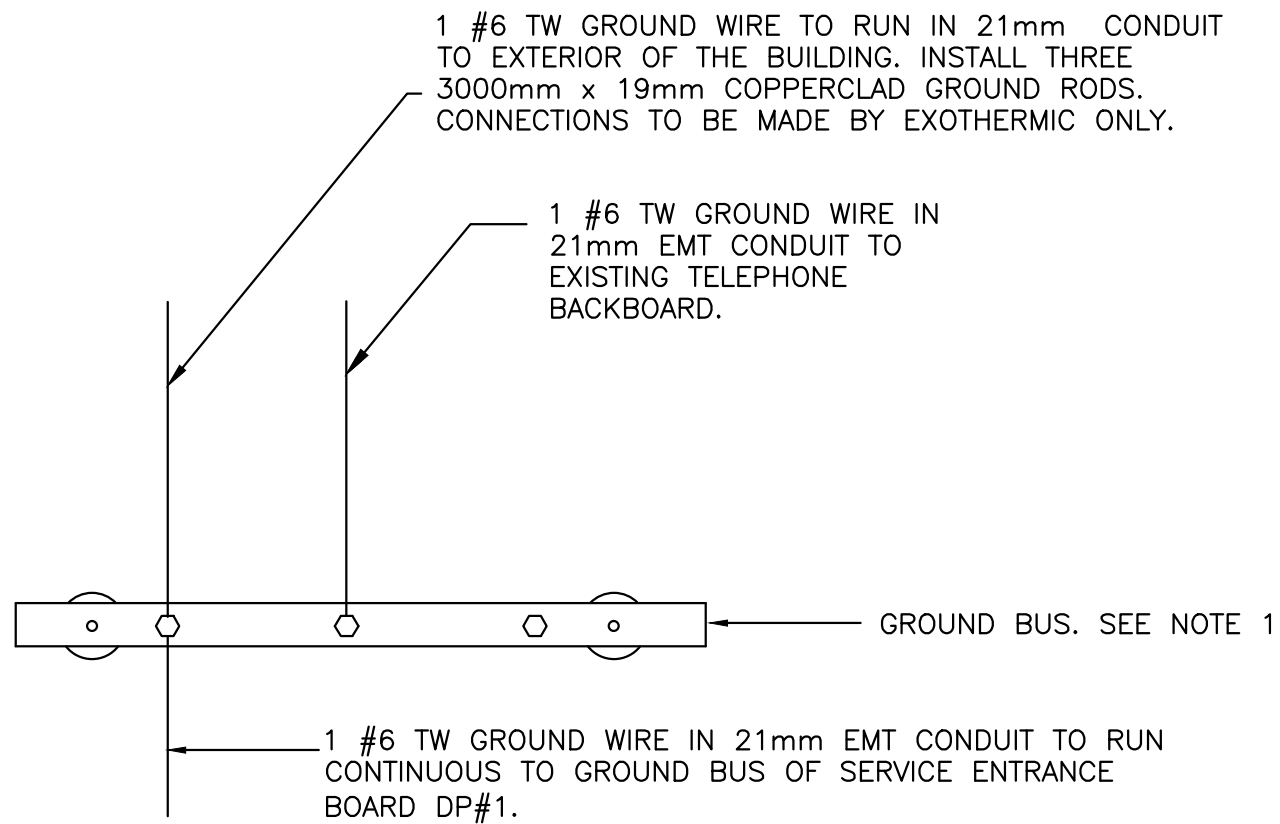 1 #6 TW GROUND WIRE TO RUN IN 21mm CONDUIT
TO EXTERIOR OF THE BUILDING. INSTALL THREE
3000mm x 19mm COPPERCLAD GROUND RODS.
CONNECTIONS TO BE MADE BY EXOTHERMIC ONLY.
1 #6 TW GROUND WIRE IN
21mm EMT CONDUIT TO
EXISTING TELEPHONE
BACKBOARD.
GROUND BUS. SEE NOTE 1
1 #6 TW GROUND WIRE IN 21mm EMT CONDUIT TO RUN
CONTINUOUS TO GROUND BUS OF SERVICE ENTRANCE
BOARD DP#1.